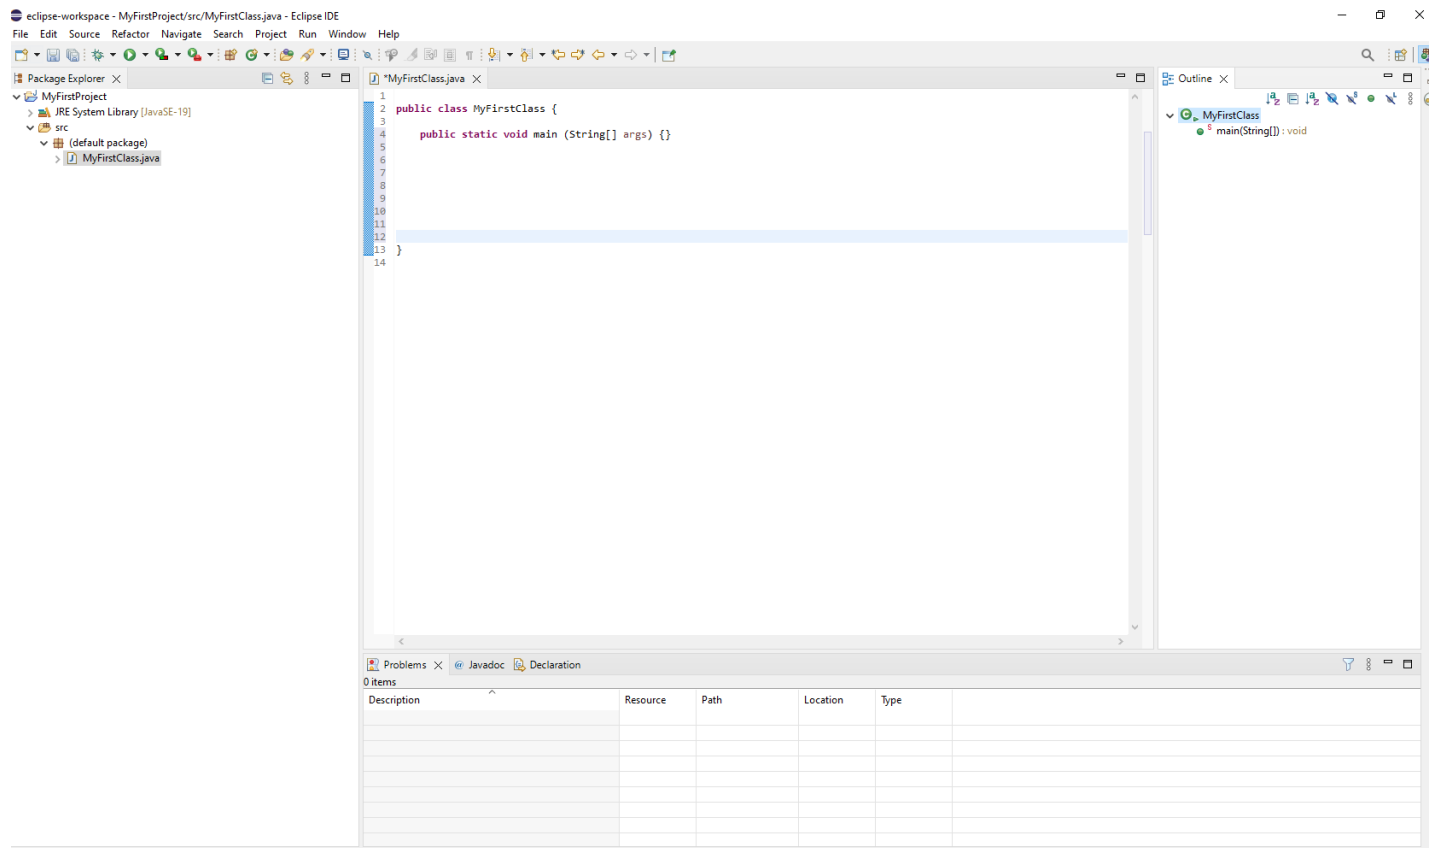 eclipse-workspace - MyFirstProject/src/MyFirstClass.java - Eclipse IDE
File Edit Source Refactor Navigate Search Project Run Window Help
Package Explorer
MyFirstProject
JRE System Library [JavaSE-19]
src
(default package)
MyFirstClass.java
*MyFirstClass.java
1
2 public class MyFirstClass {
3
4 public static void main (String[] args) {}
5
6
7
8
9
10
11
12
13 }
14
Outline
MyFirstClass
main(String[]) : void
Problems Javadoc Declaration
0 items
Description Resource Path Location Type